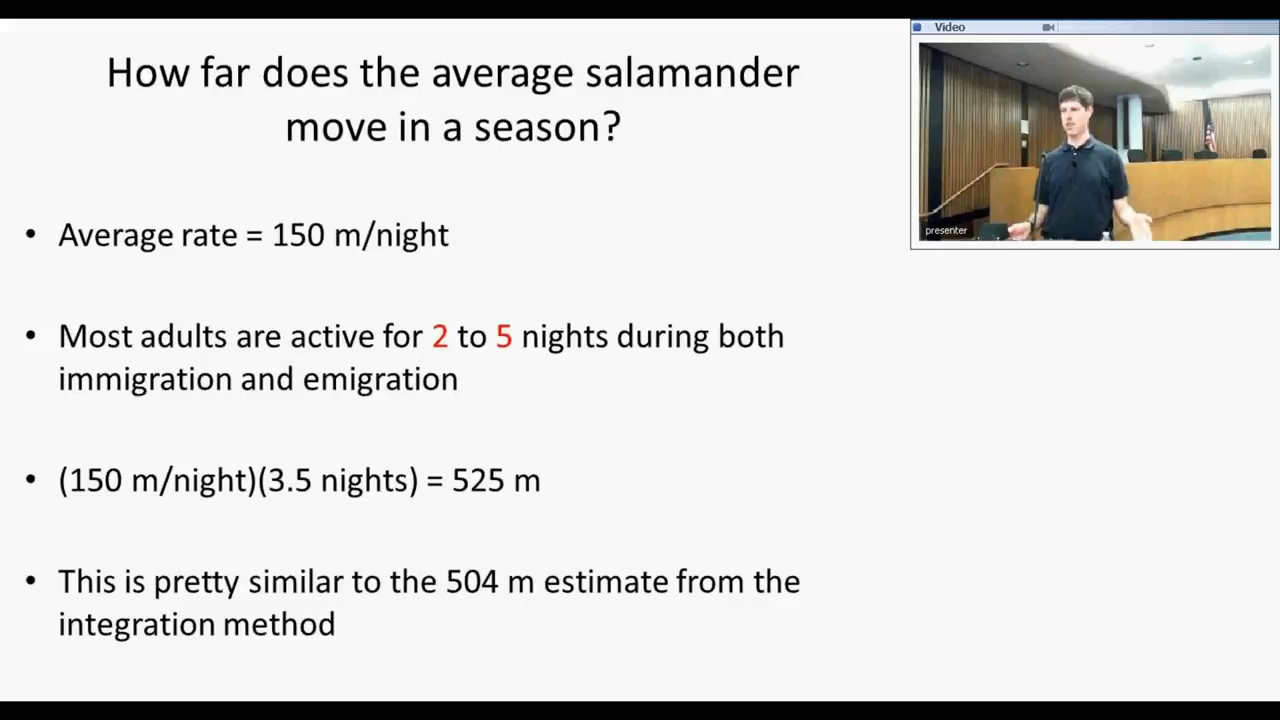 How far does the average salamander
move in a season?
• Average rate = 150 m/night
• Most adults are active for 2 to 5 nights during both
immigration and emigration
• (150 m/night)(3.5 nights) = 525 m
• This is pretty similar to the 504 m estimate from the
integration method
Video
presenter